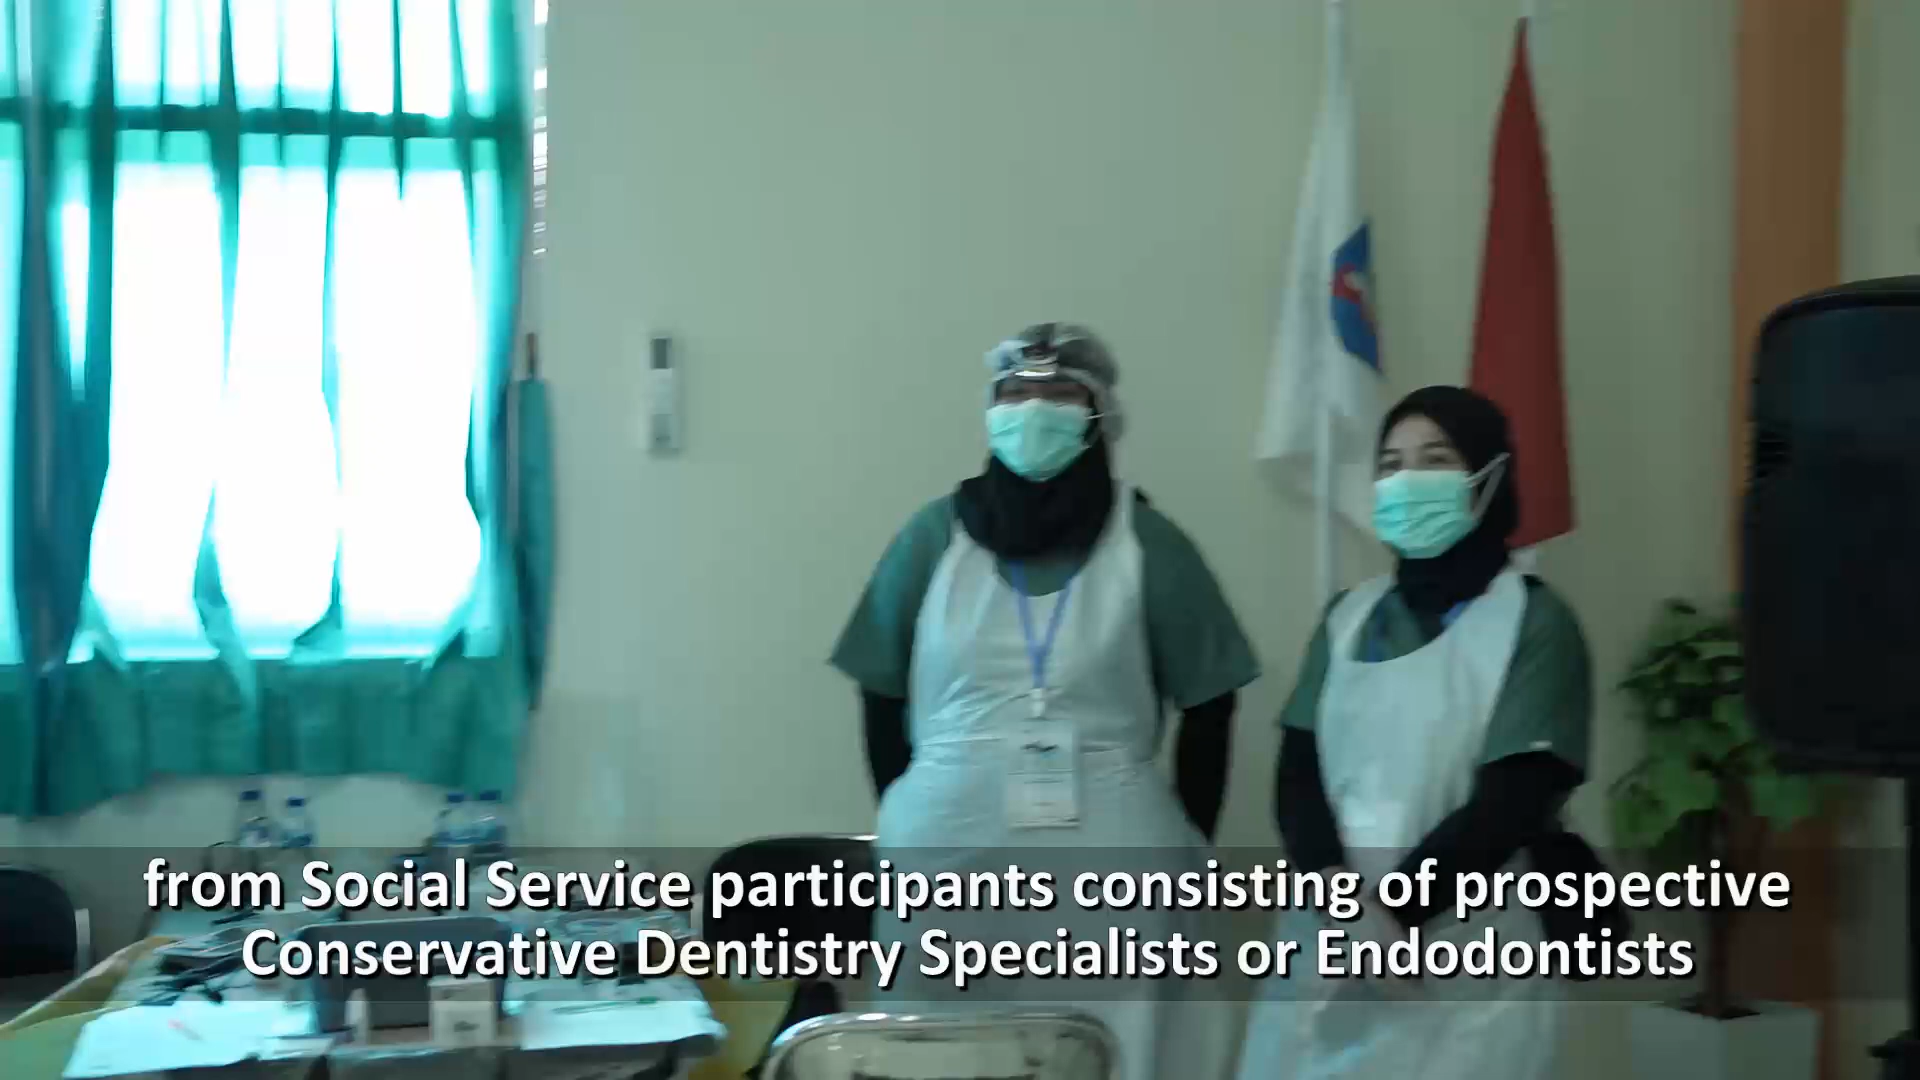 from Social Service participants consisting of prospective
Conservative Dentistry Specialists or Endodontists